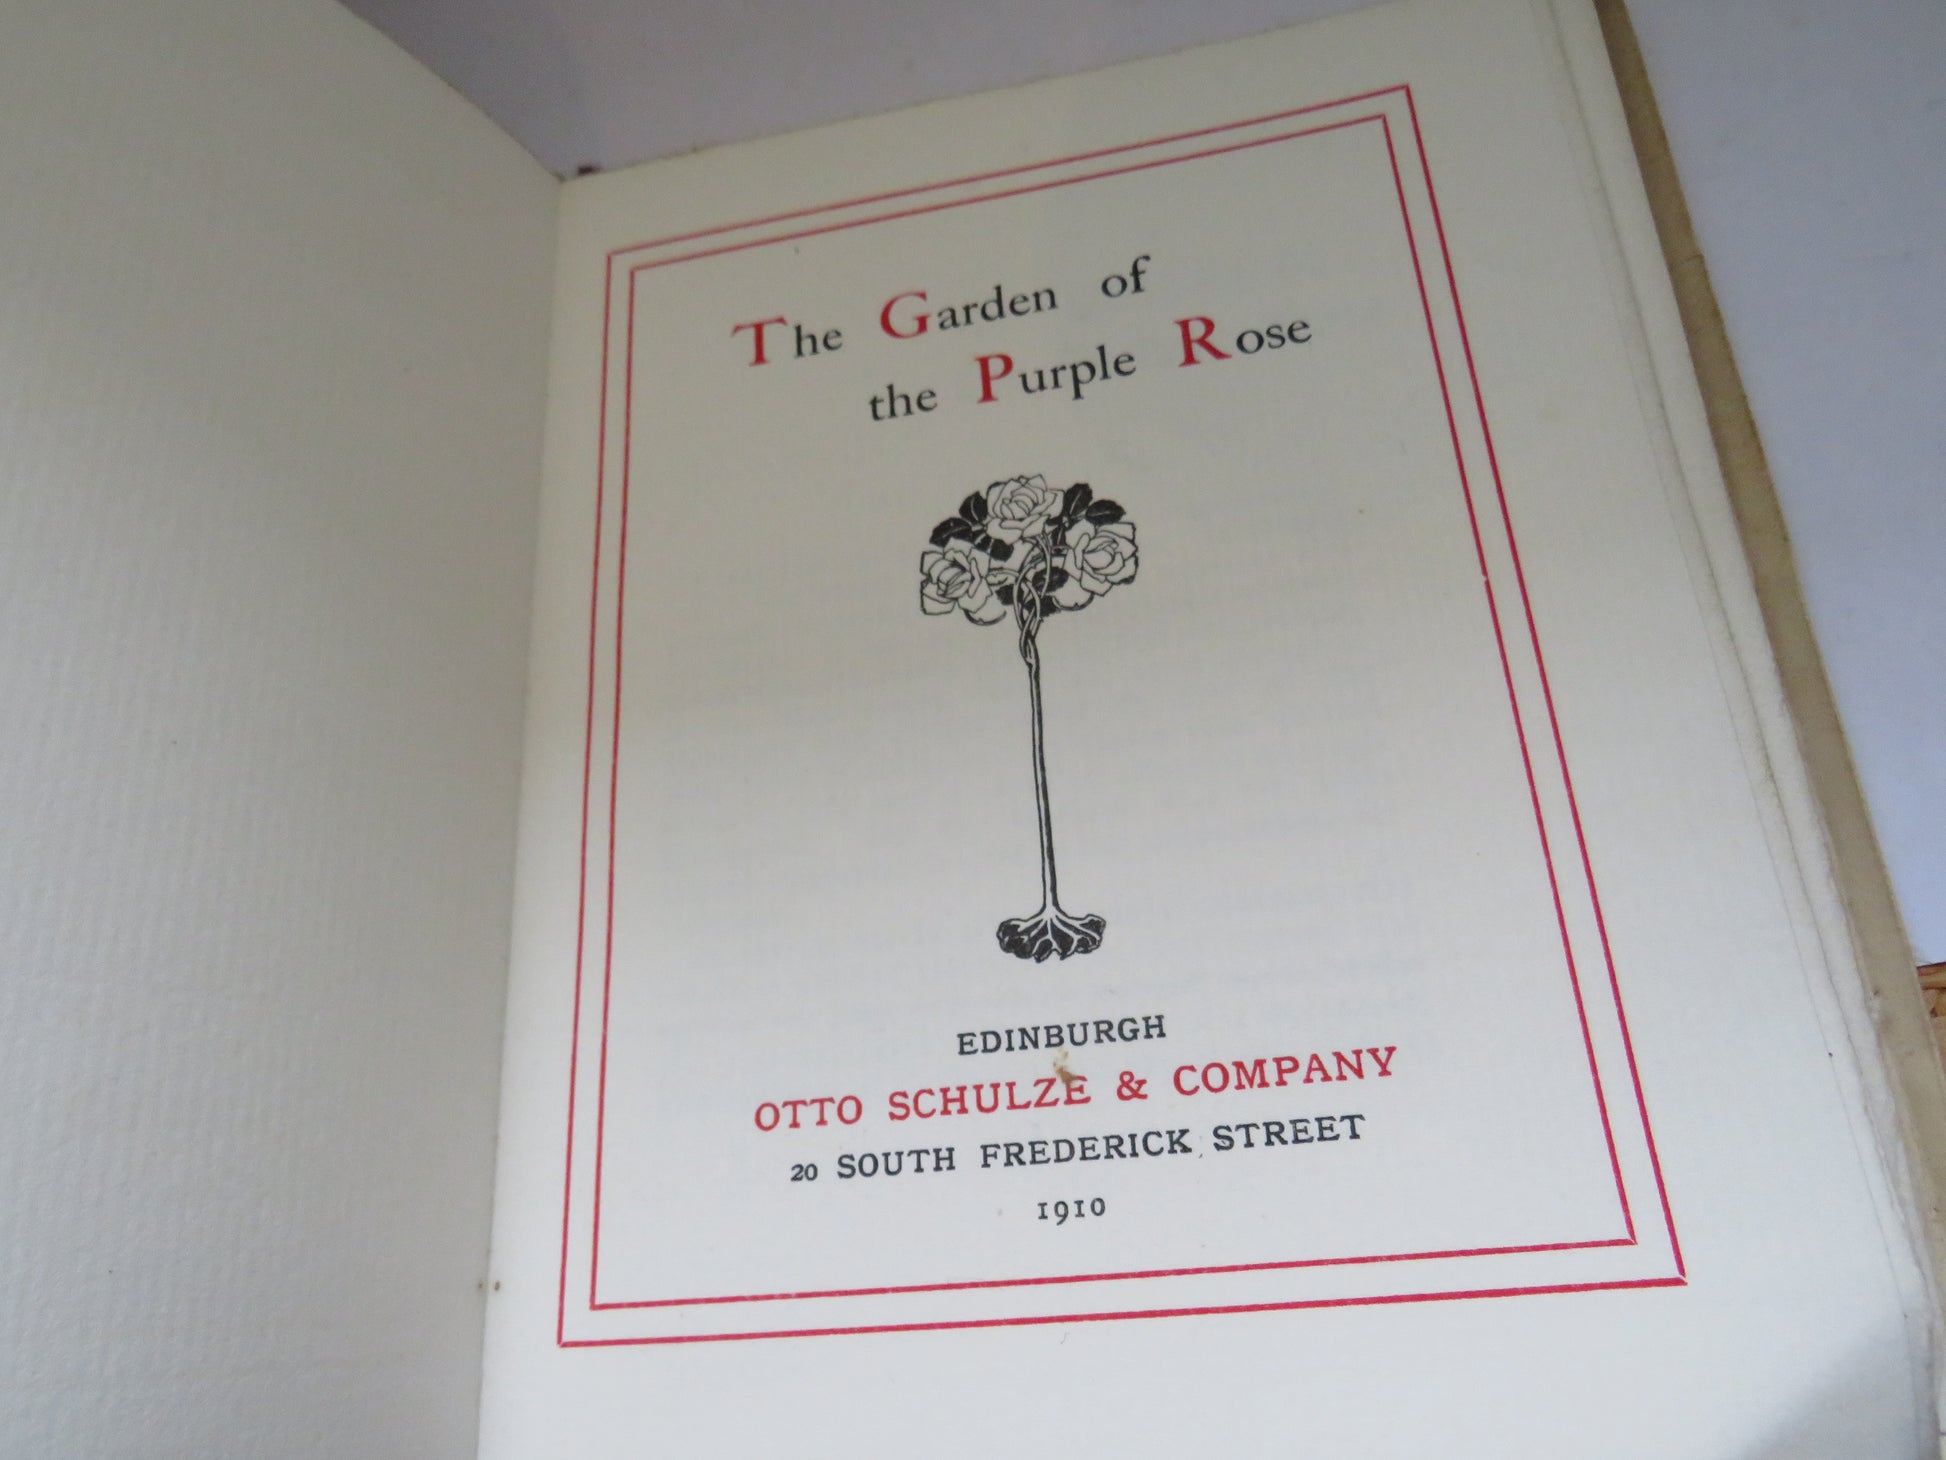 The Garden of
the Purple Rose
EDINBURGH
OTTO SCHULZE & COMPANY
20 SOUTH FREDERICK STREET
1910